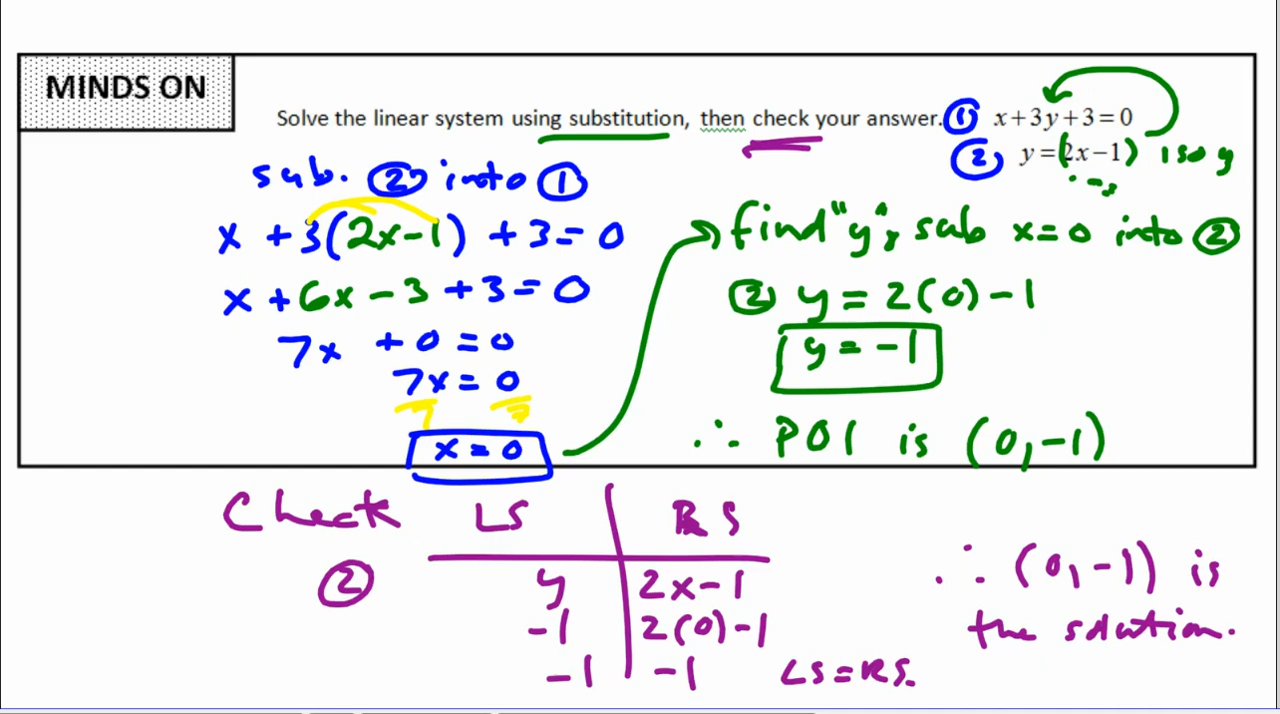 MINDS ON
Solve the linear system using substitution, then check your answer. ① x+3y+3=0
② y=(2x−1) iso y
sub. ② into ①
x + 3(2x−1) + 3 = 0
x + 6x − 3 + 3 = 0
7x + 0 = 0
7x = 0
x = 0
find "y", sub x=0 into ②
② y = 2(0) − 1
y = −1
∴ POI is (0, −1)
Check LS RS
② y 2x−1
−1 2(0)−1
−1 −1 LS=RS.
∴ (0, −1) is
the solution.